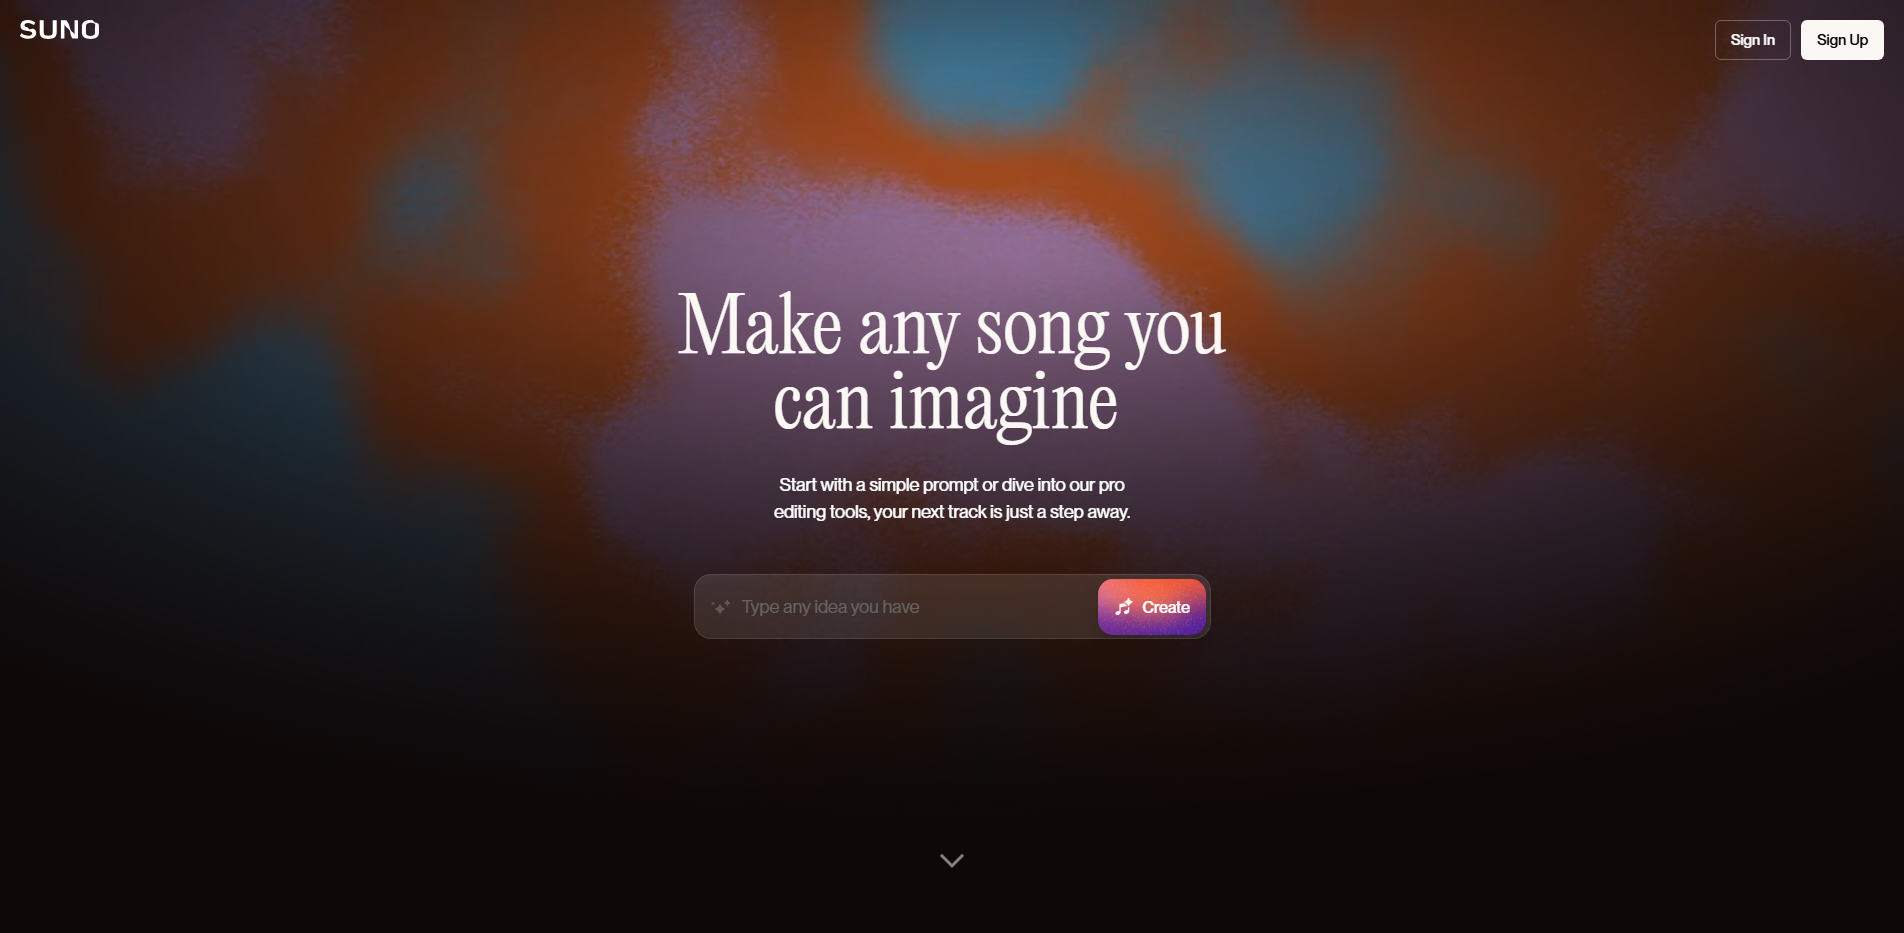 SUNO
Sign In
Sign Up
Make any song you
can imagine
Start with a simple prompt or dive into our pro
editing tools, your next track is just a step away.
Type any idea you have
Create